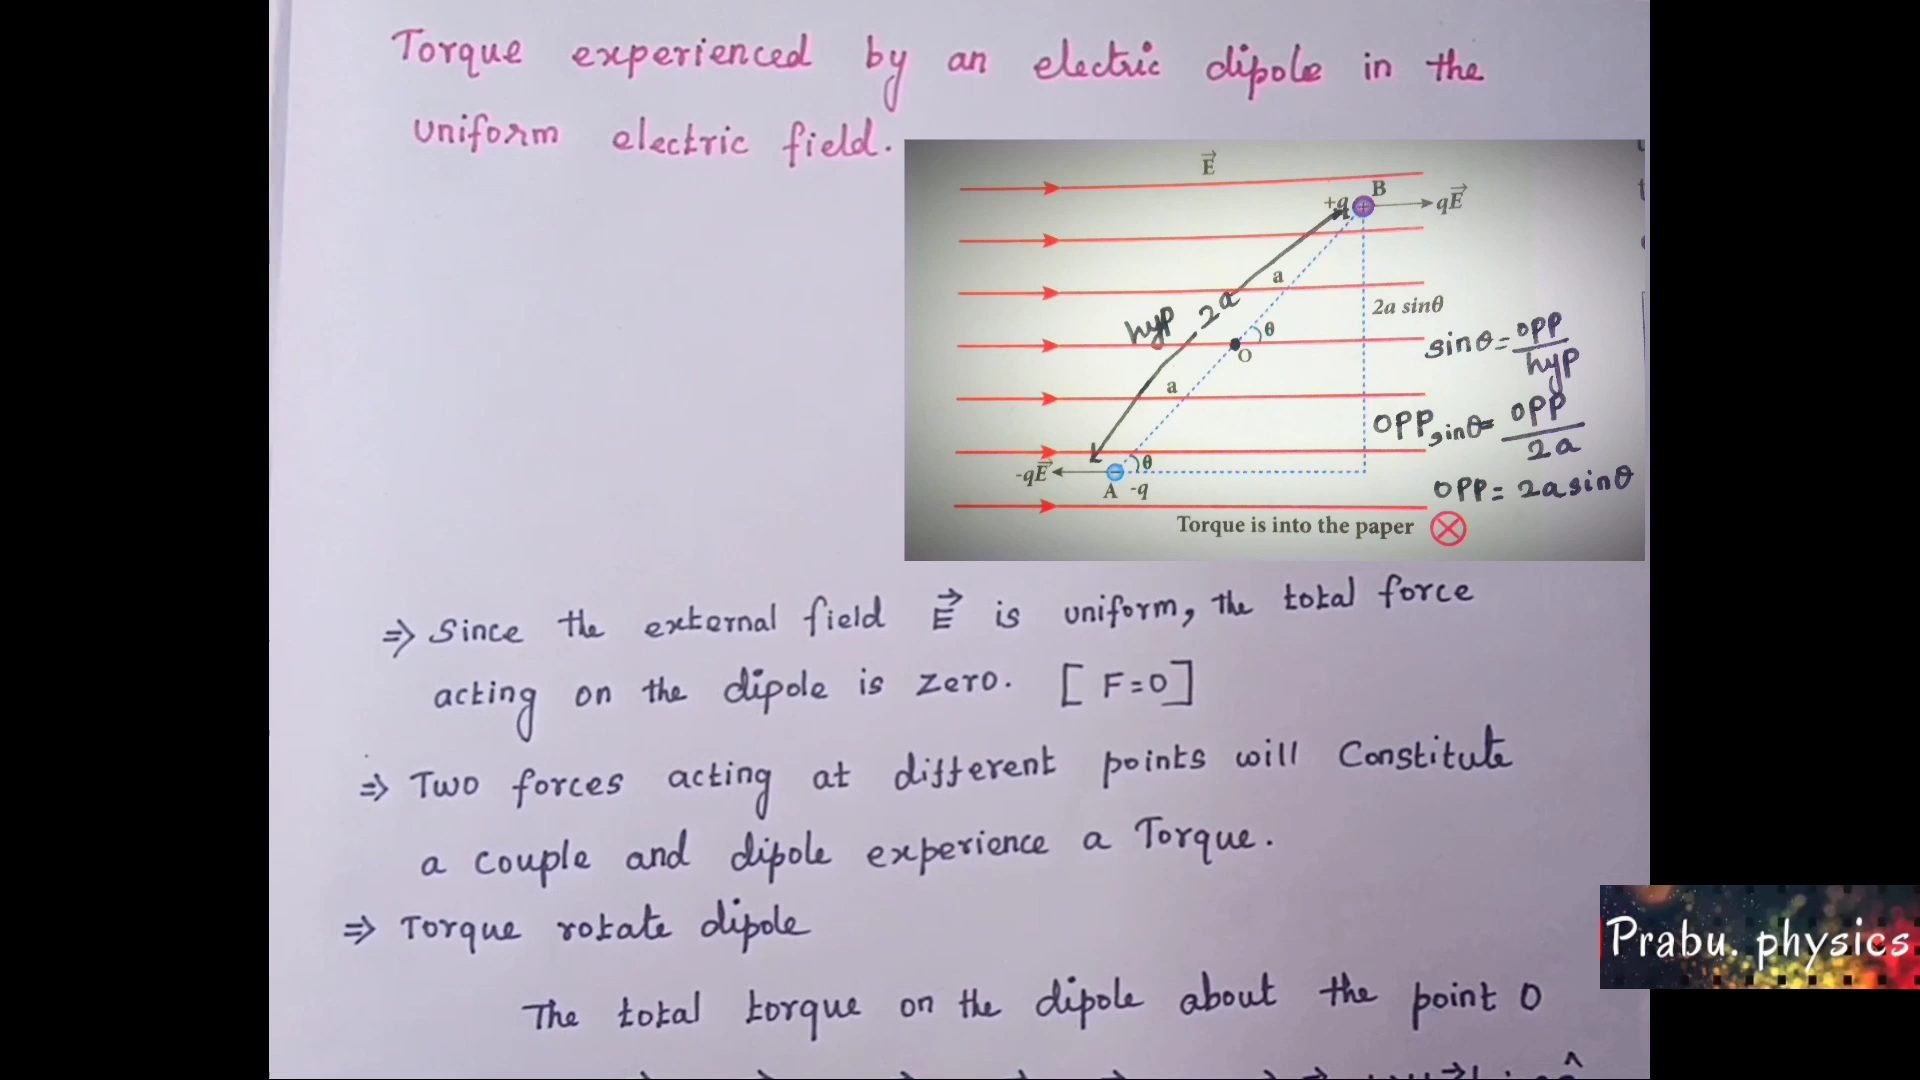 Torque experienced by an electric dipole in the
uniform electric field.
E⃗
B
+q
qE⃗
a
2a sinθ
hyp 2a
θ
O
sinθ = opp/hyp
a
opp sinθ = opp/2a
θ
-qE⃗
A -q
opp = 2a sinθ
Torque is into the paper
⇒ Since the external field E⃗ is uniform, the total force
acting on the dipole is zero. [F=0]
⇒ Two forces acting at different points will Constitute
a couple and dipole experience a Torque.
⇒ Torque rotate dipole
The total torque on the dipole about the point O
Prabu. physics